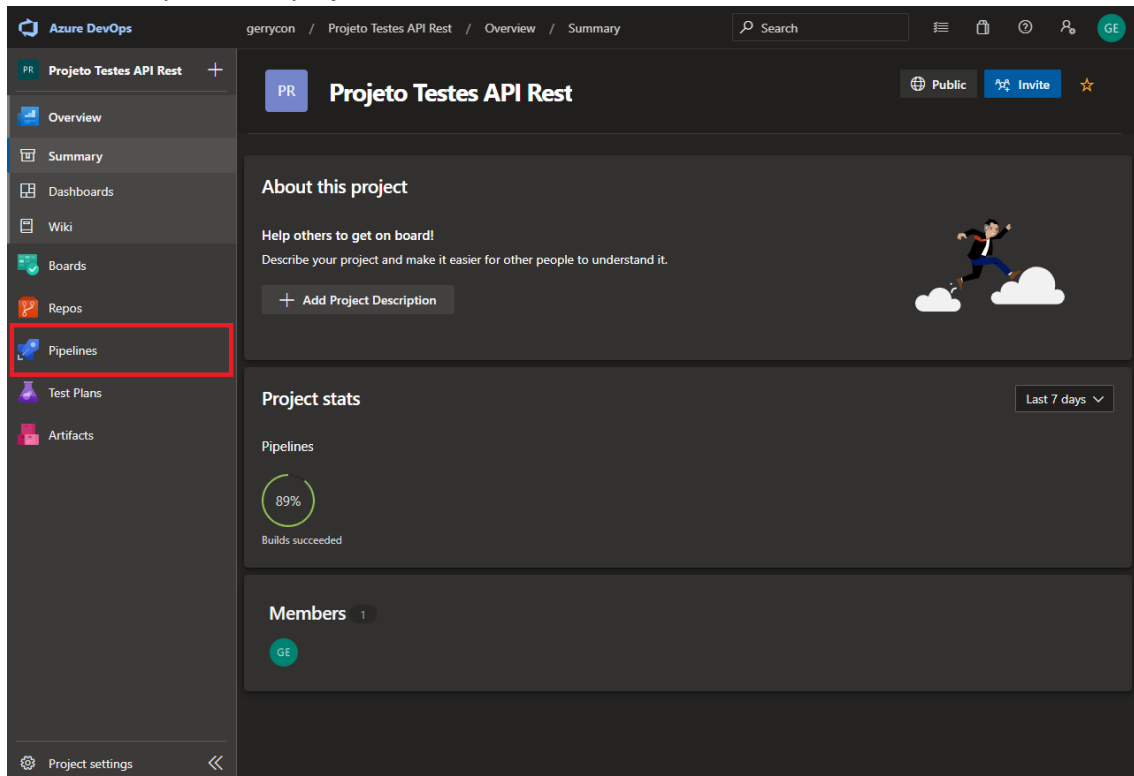 Azure DevOps
gerrycon / Projeto Testes API Rest / Overview / Summary
Search
GE
PR Projeto Testes API Rest
Overview
Summary
Dashboards
Wiki
Boards
Repos
Pipelines
Test Plans
Artifacts
Project settings
PR Projeto Testes API Rest
Public
Invite
About this project
Help others to get on board!
Describe your project and make it easier for other people to understand it.
Add Project Description
Project stats
Last 7 days
Pipelines
89%
Builds succeeded
Members 1
GE